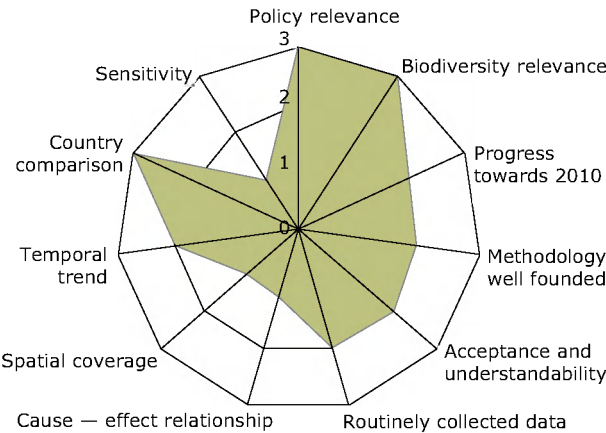 Policy relevance
3
Sensitivity
Biodiversity relevance
2
Country
comparison
Progress
towards 2010
1
0
Temporal
trend
Methodology
well founded
Spatial coverage
Acceptance and
understandability
Cause — effect relationship
Routinely collected data